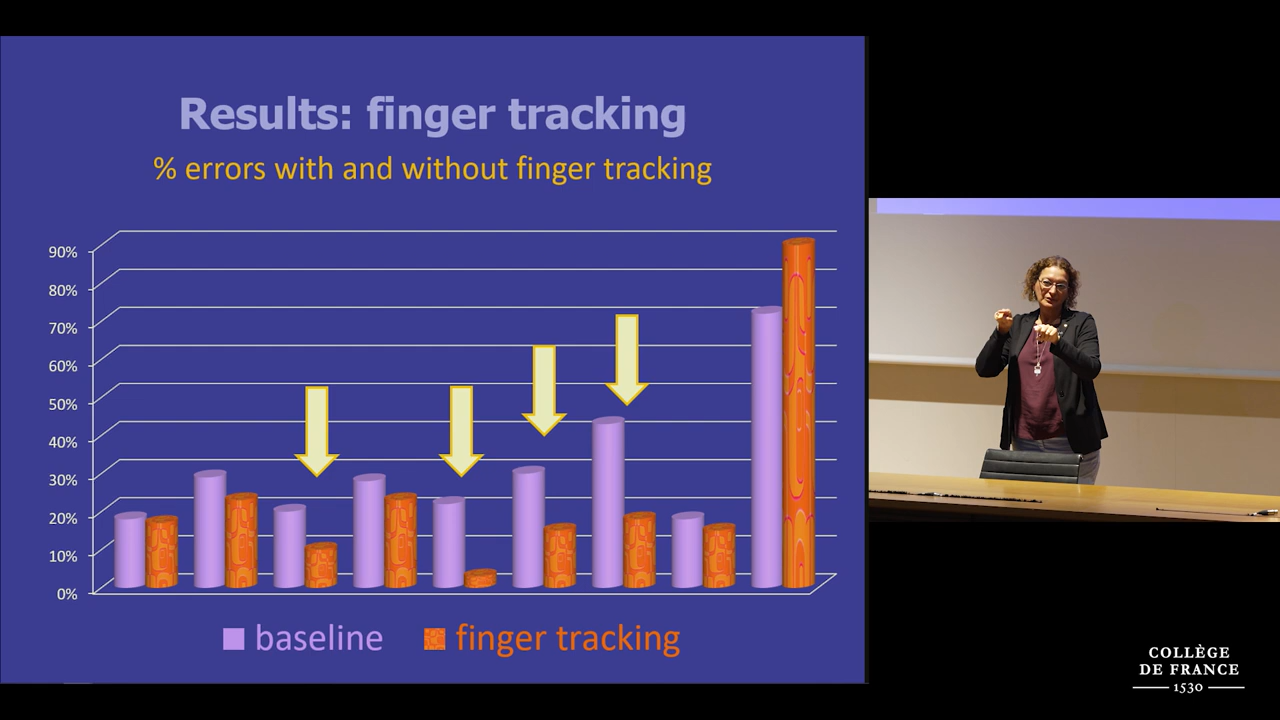 Results: finger tracking
% errors with and without finger tracking
90%
80%
70%
60%
50%
40%
30%
20%
10%
0%
baseline
finger tracking
COLLÈGE
DE FRANCE
1530